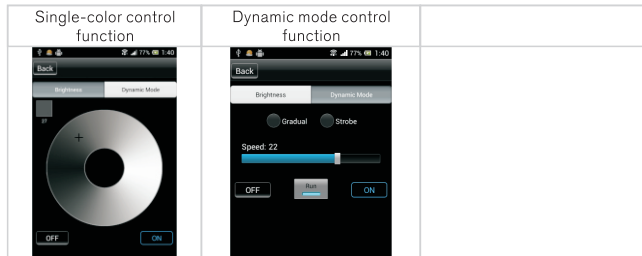 Single-color control
function
Dynamic mode control
function
77% 1:40
Back
Brightness Dynamic Mode
OFF ON
77% 1:40
Back
Brightness Dynamic Mode
Gradual Strobe
Speed: 22
OFF Run ON